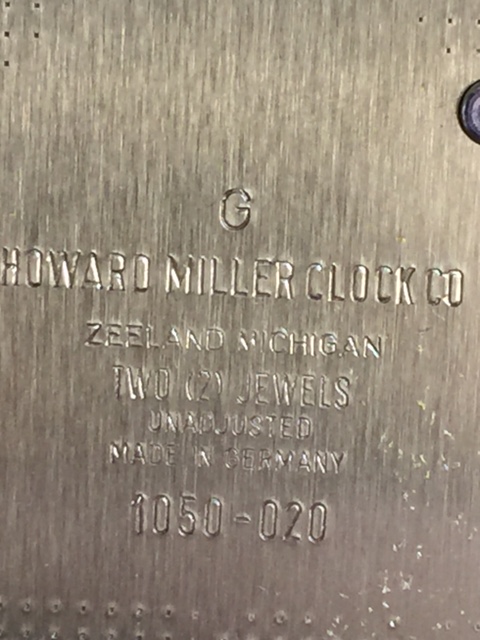 G
HOWARD MILLER CLOCK CO
ZEELAND MICHIGAN
TWO (2) JEWELS
UNADJUSTED
MADE IN GERMANY
1050-020